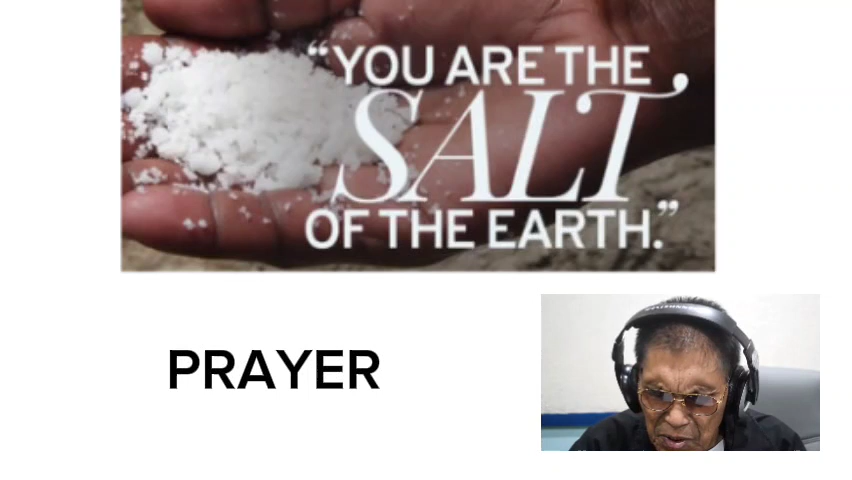 “YOU ARE THE
SALT
OF THE EARTH.”
PRAYER